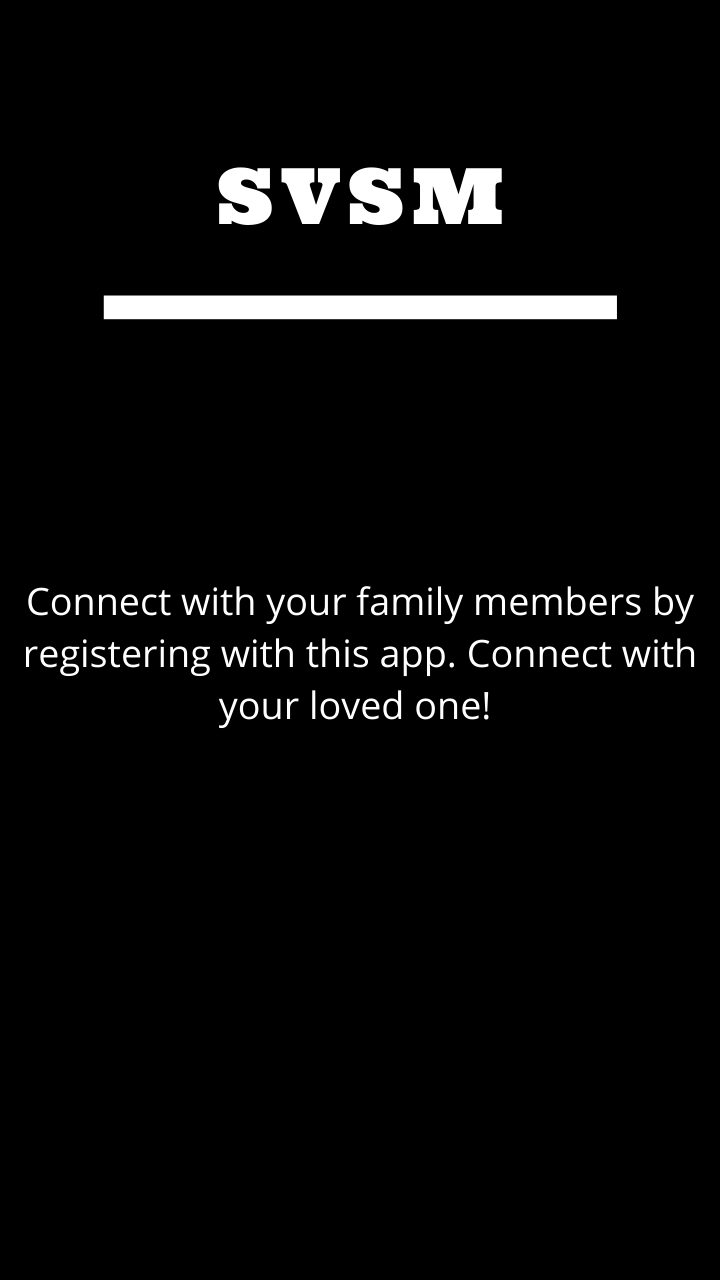 SVSM
Connect with your family members by
registering with this app. Connect with
your loved one!